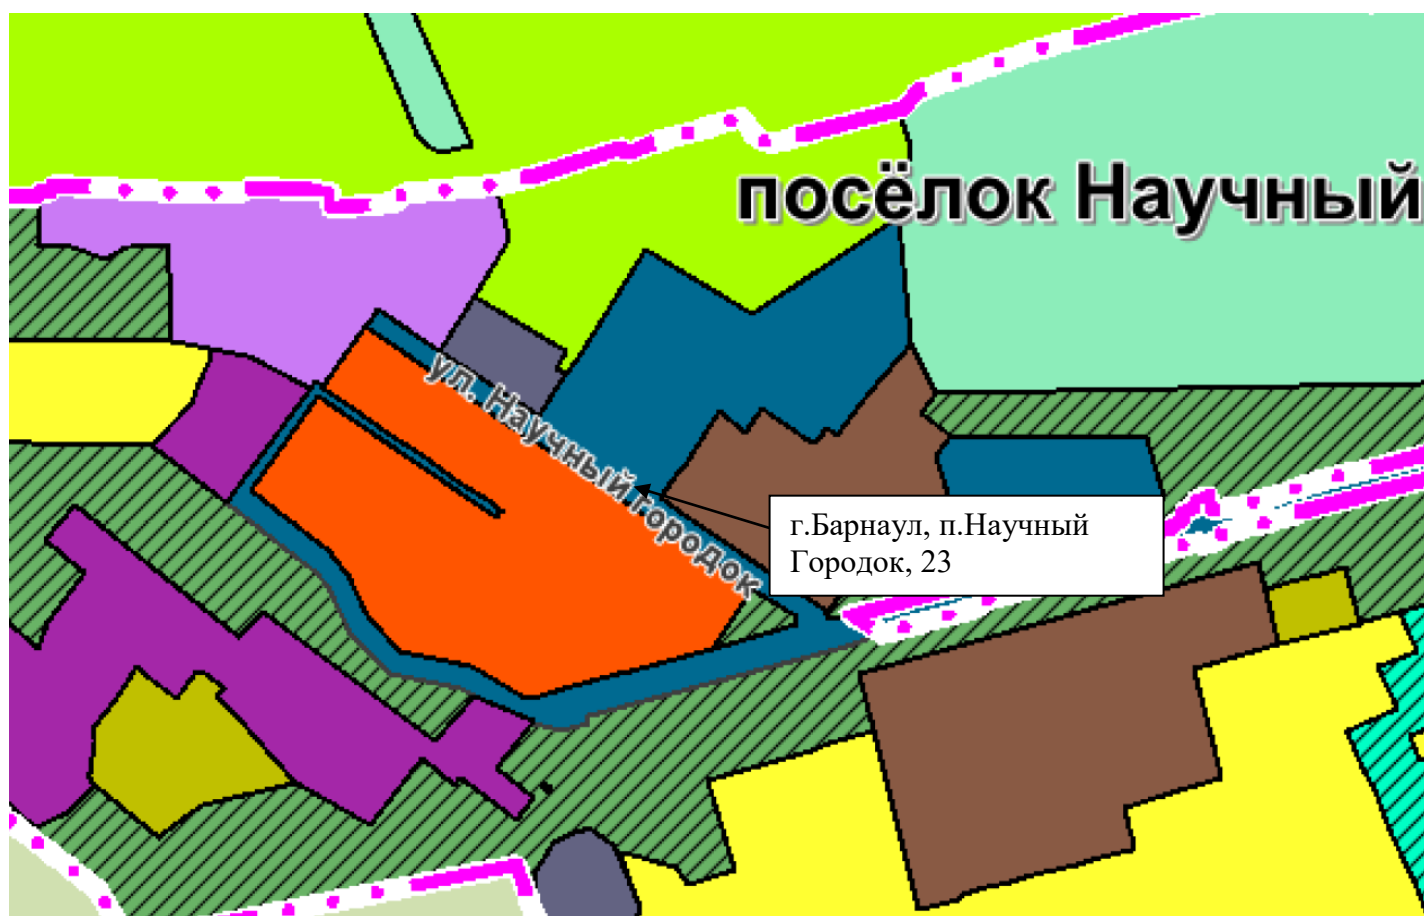 посёлок Научный
ул. Научный городок
г.Барнаул, п.Научный
Городок, 23